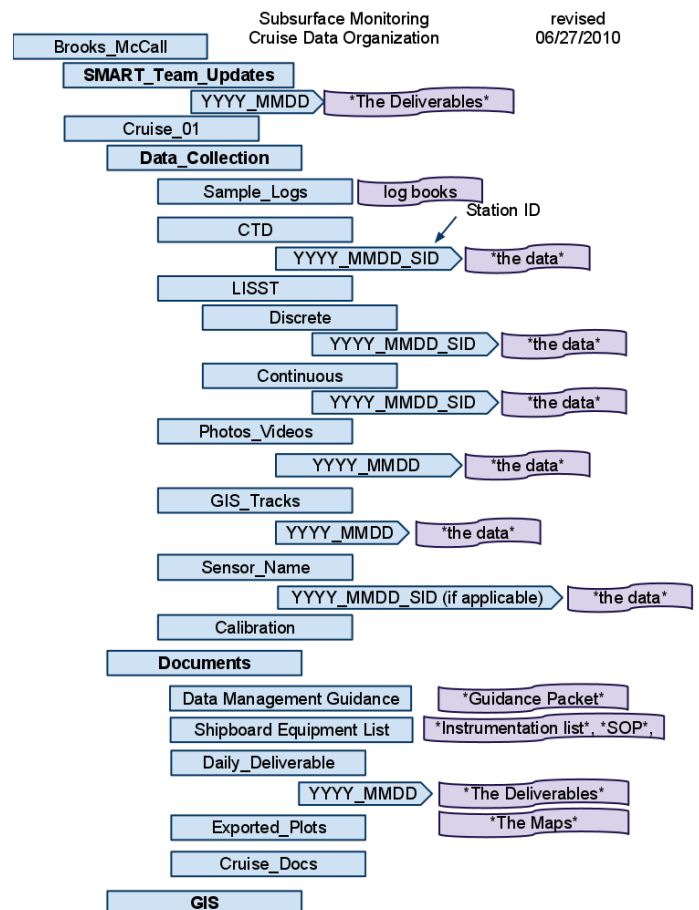 Subsurface Monitoring
Cruise Data Organization
revised
06/27/2010
Brooks_McCall
SMART_Team_Updates
YYYY_MMDD
*The Deliverables*
Cruise_01
Data_Collection
Sample_Logs
log books
Station ID
CTD
YYYY_MMDD_SID
*the data*
LISST
Discrete
YYYY_MMDD_SID
*the data*
Continuous
YYYY_MMDD_SID
*the data*
Photos_Videos
YYYY_MMDD
*the data*
GIS_Tracks
YYYY_MMDD
*the data*
Sensor_Name
YYYY_MMDD_SID (if applicable)
*the data*
Calibration
Documents
Data Management Guidance
*Guidance Packet*
Shipboard Equipment List
*Instrumentation list*, *SOP*,
Daily_Deliverable
YYYY_MMDD
*The Deliverables*
Exported_Plots
*The Maps*
Cruise_Docs
GIS